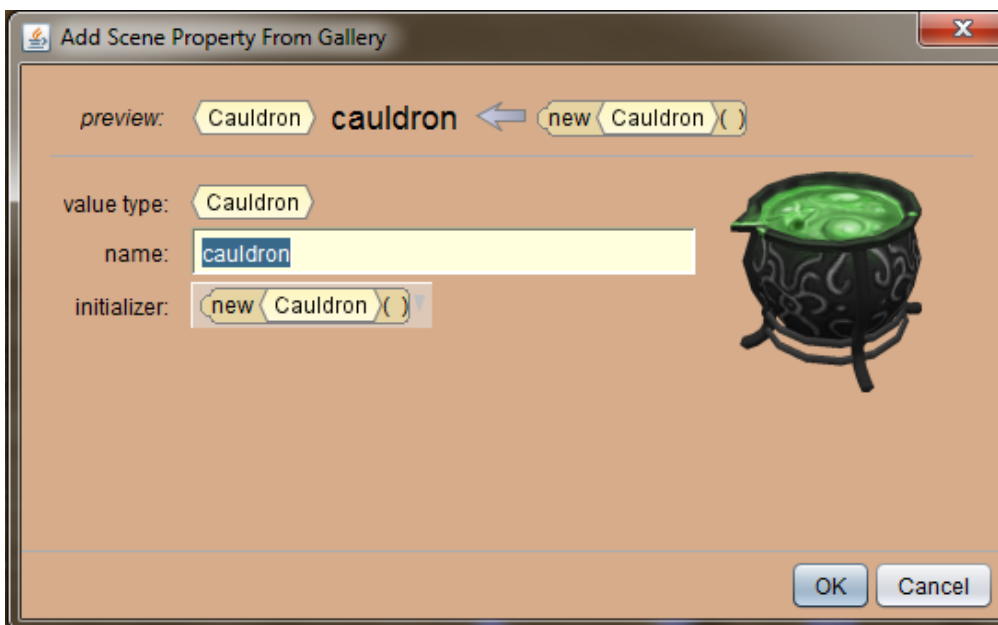 Add Scene Property From Gallery
preview: Cauldron cauldron new Cauldron ( )
value type: Cauldron
name: cauldron
initializer: new Cauldron ( )
OK Cancel